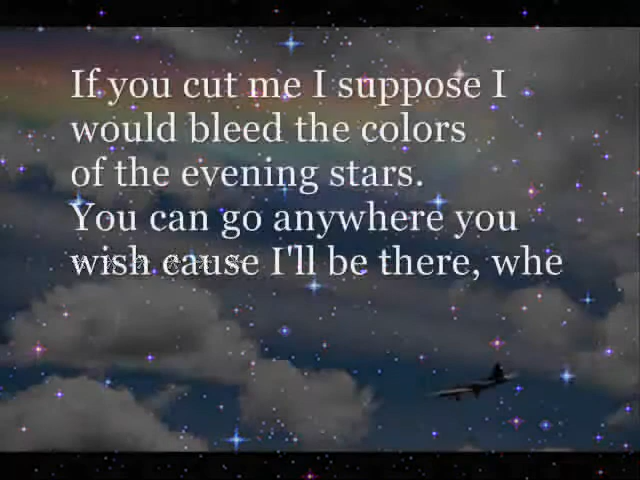 If you cut me I suppose I
would bleed the colors
of the evening stars.
You can go anywhere you
wish cause I'll be there, whe